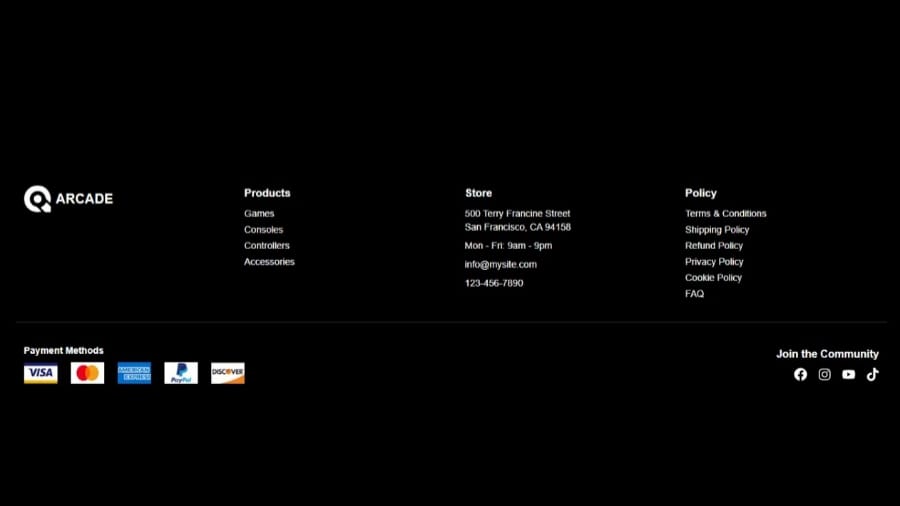 ARCADE
Products
Games
Consoles
Controllers
Accessories
Store
500 Terry Francine Street
San Francisco, CA 94158
Mon - Fri: 9am - 9pm
info@mysite.com
123-456-7890
Policy
Terms & Conditions
Shipping Policy
Refund Policy
Privacy Policy
Cookie Policy
FAQ
Payment Methods
VISA
AMERICAN
EXPRESS
PayPal
DISCOVER
Join the Community